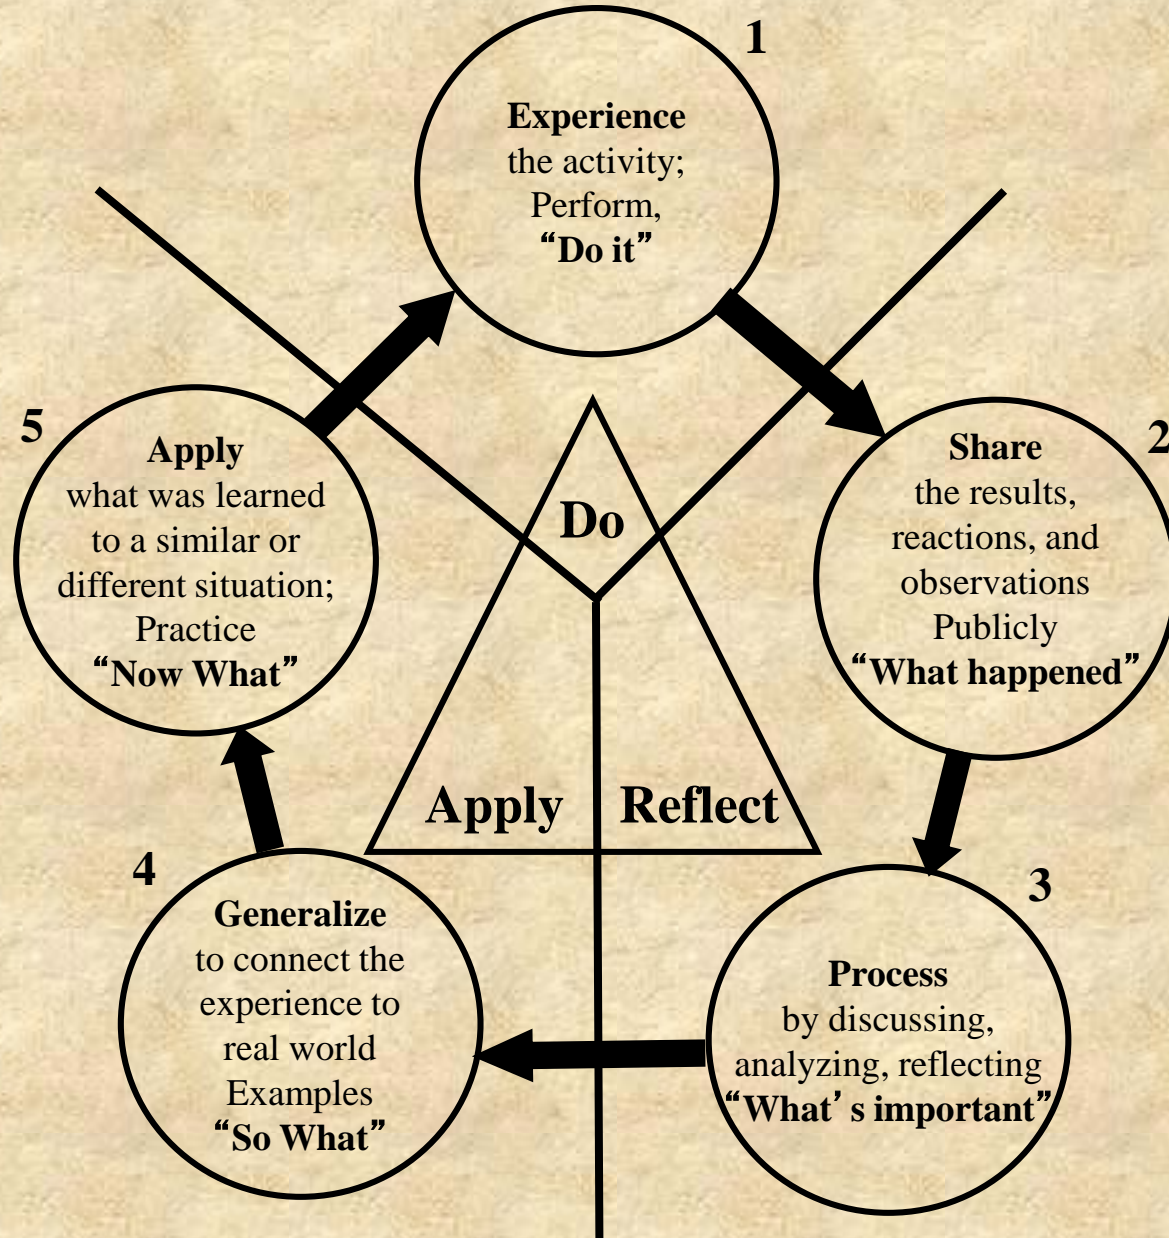 1
Experience
the activity;
Perform,
“Do it”
2
Share
the results,
reactions, and
observations
Publicly
“What happened”
3
Process
by discussing,
analyzing, reflecting
“What’ s important”
4
Generalize
to connect the
experience to
real world
Examples
“So What”
5
Apply
what was learned
to a similar or
different situation;
Practice
“Now What”
Do
Apply
Reflect